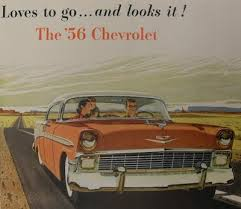 Loves to go...and looks it!
The '56 Chevrolet